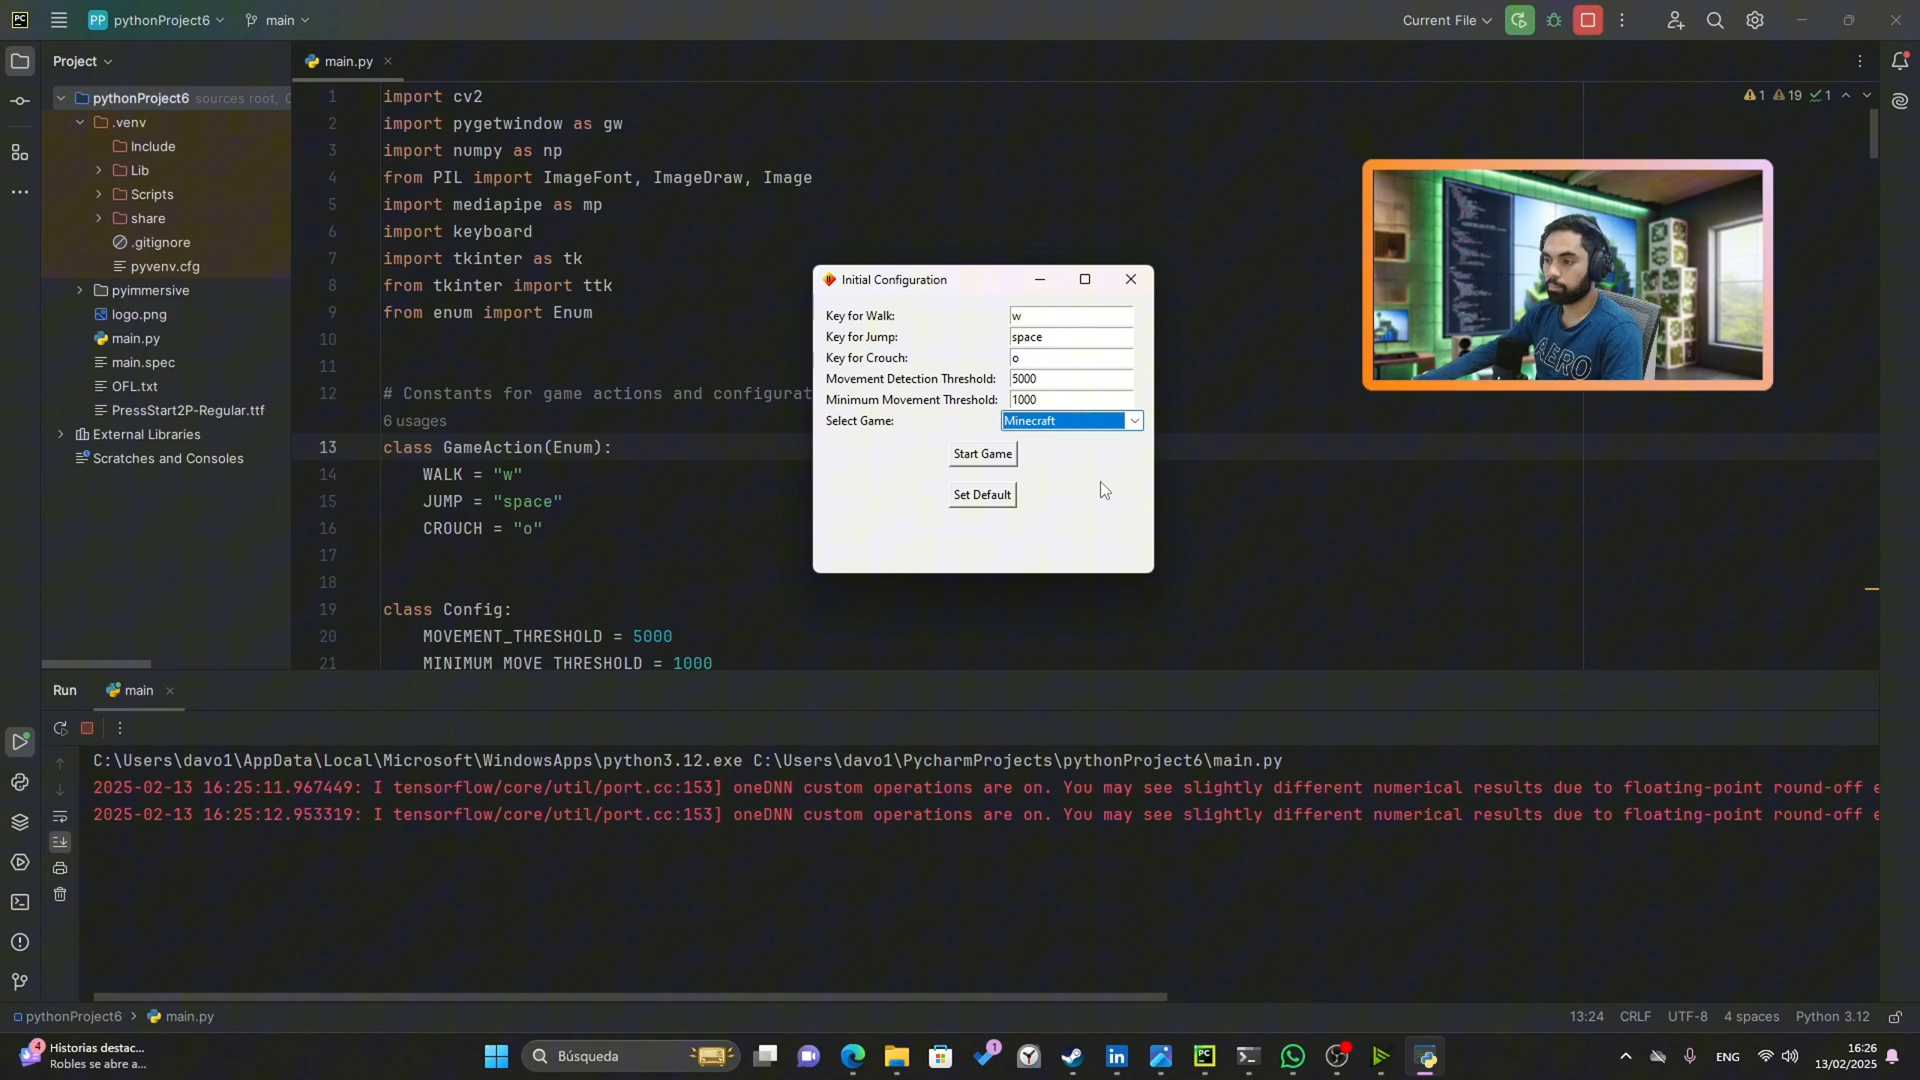 PC
PP pythonProject6
main
Current File
Project
main.py
pythonProject6 sources root,
.venv
Include
Lib
Scripts
share
.gitignore
pyvenv.cfg
pyimmersive
logo.png
main.py
main.spec
OFL.txt
PressStart2P-Regular.ttf
External Libraries
Scratches and Consoles
1 import cv2
2 import pygetwindow as gw
3 import numpy as np
4 from PIL import ImageFont, ImageDraw, Image
5 import mediapipe as mp
6 import keyboard
7 import tkinter as tk
8 from tkinter import ttk
9 from enum import Enum
10
11
12 # Constants for game actions and configurat
6 usages
13 class GameAction(Enum):
14 WALK = "w"
15 JUMP = "space"
16 CROUCH = "o"
17
18
19 class Config:
20 MOVEMENT_THRESHOLD = 5000
21 MINIMUM_MOVE_THRESHOLD = 1000
1 19 1
AERO
Initial Configuration
Key for Walk: w
Key for Jump: space
Key for Crouch: o
Movement Detection Threshold: 5000
Minimum Movement Threshold: 1000
Select Game: Minecraft
Start Game
Set Default
Run main
C:\Users\davo1\AppData\Local\Microsoft\WindowsApps\python3.12.exe C:\Users\davo1\PycharmProjects\pythonProject6\main.py
2025-02-13 16:25:11.967449: I tensorflow/core/util/port.cc:153] oneDNN custom operations are on. You may see slightly different numerical results due to floating-point round-off e
2025-02-13 16:25:12.953319: I tensorflow/core/util/port.cc:153] oneDNN custom operations are on. You may see slightly different numerical results due to floating-point round-off e
pythonProject6 > main.py
13:24 CRLF UTF-8 4 spaces Python 3.12
4
Historias destac...
Robles se abre a...
Búsqueda
1
PC
ENG
16:26
13/02/2025